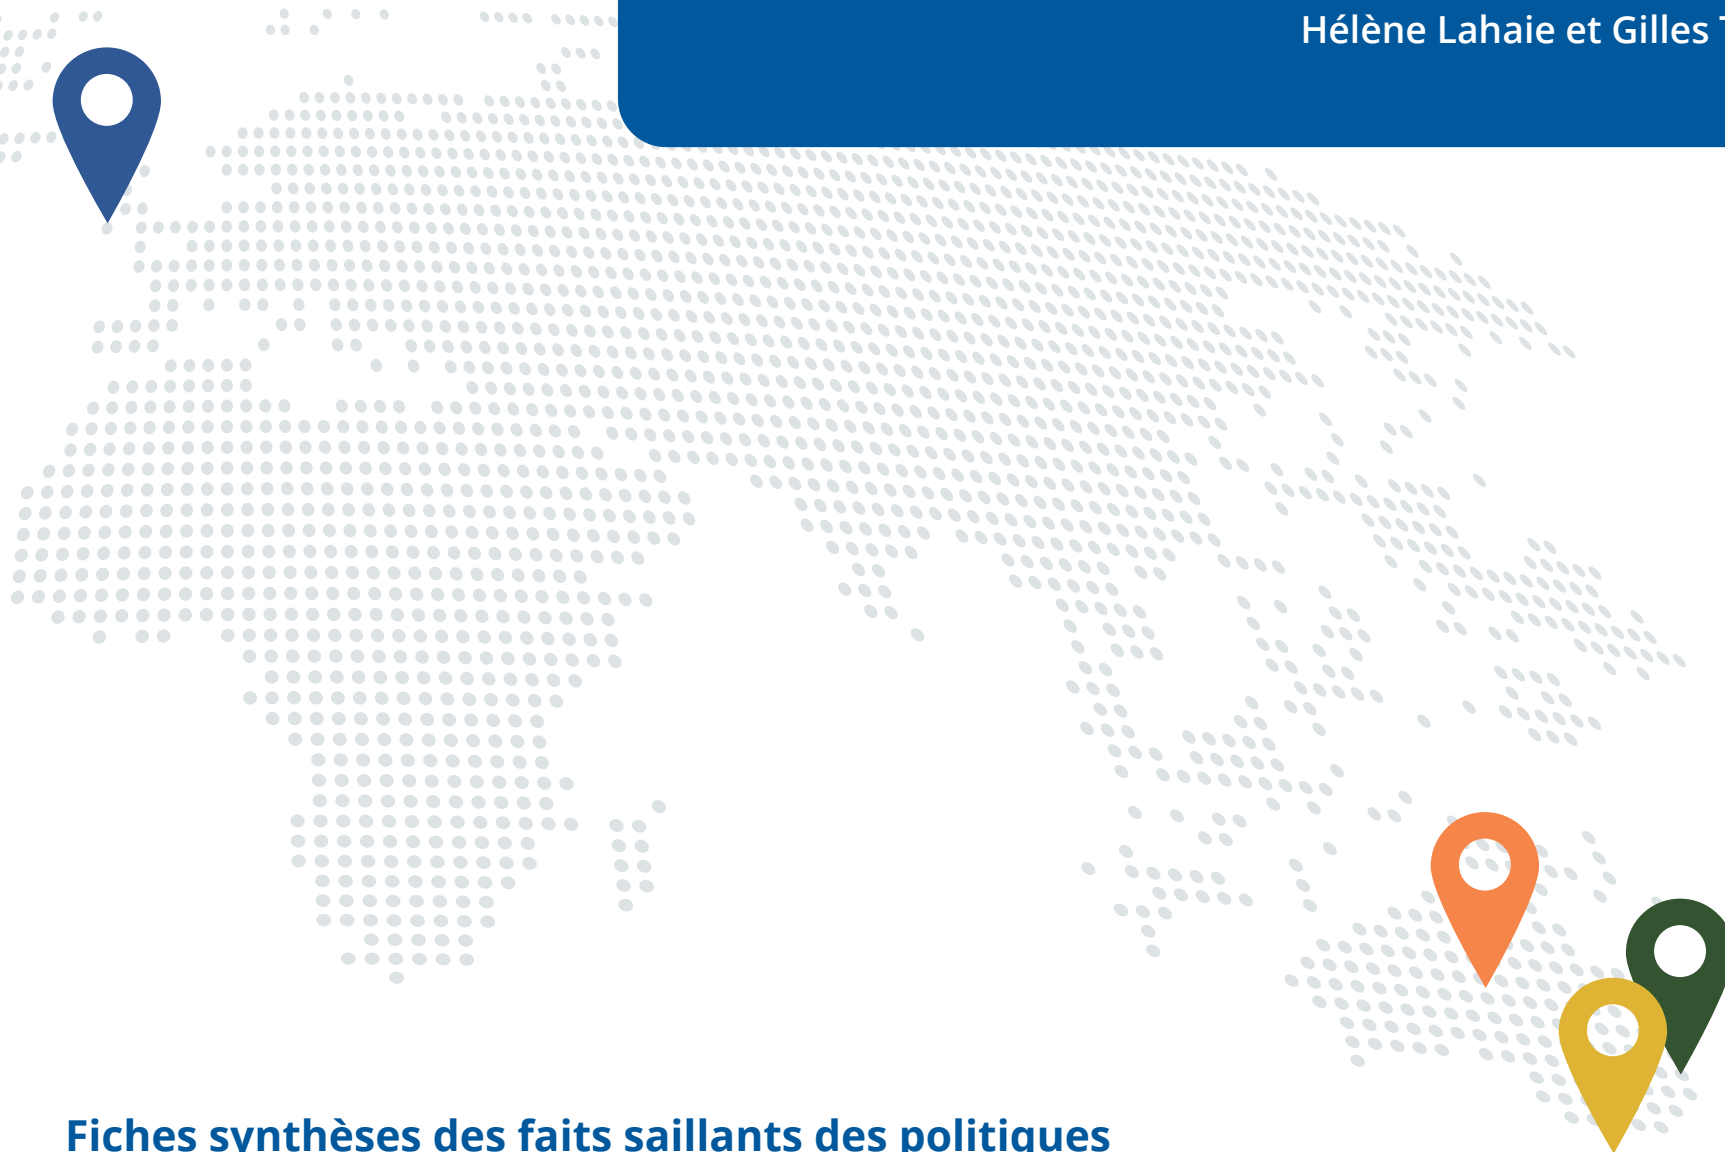 Hélène Lahaie et Gilles
Fiches synthèses des faits saillants des politiques